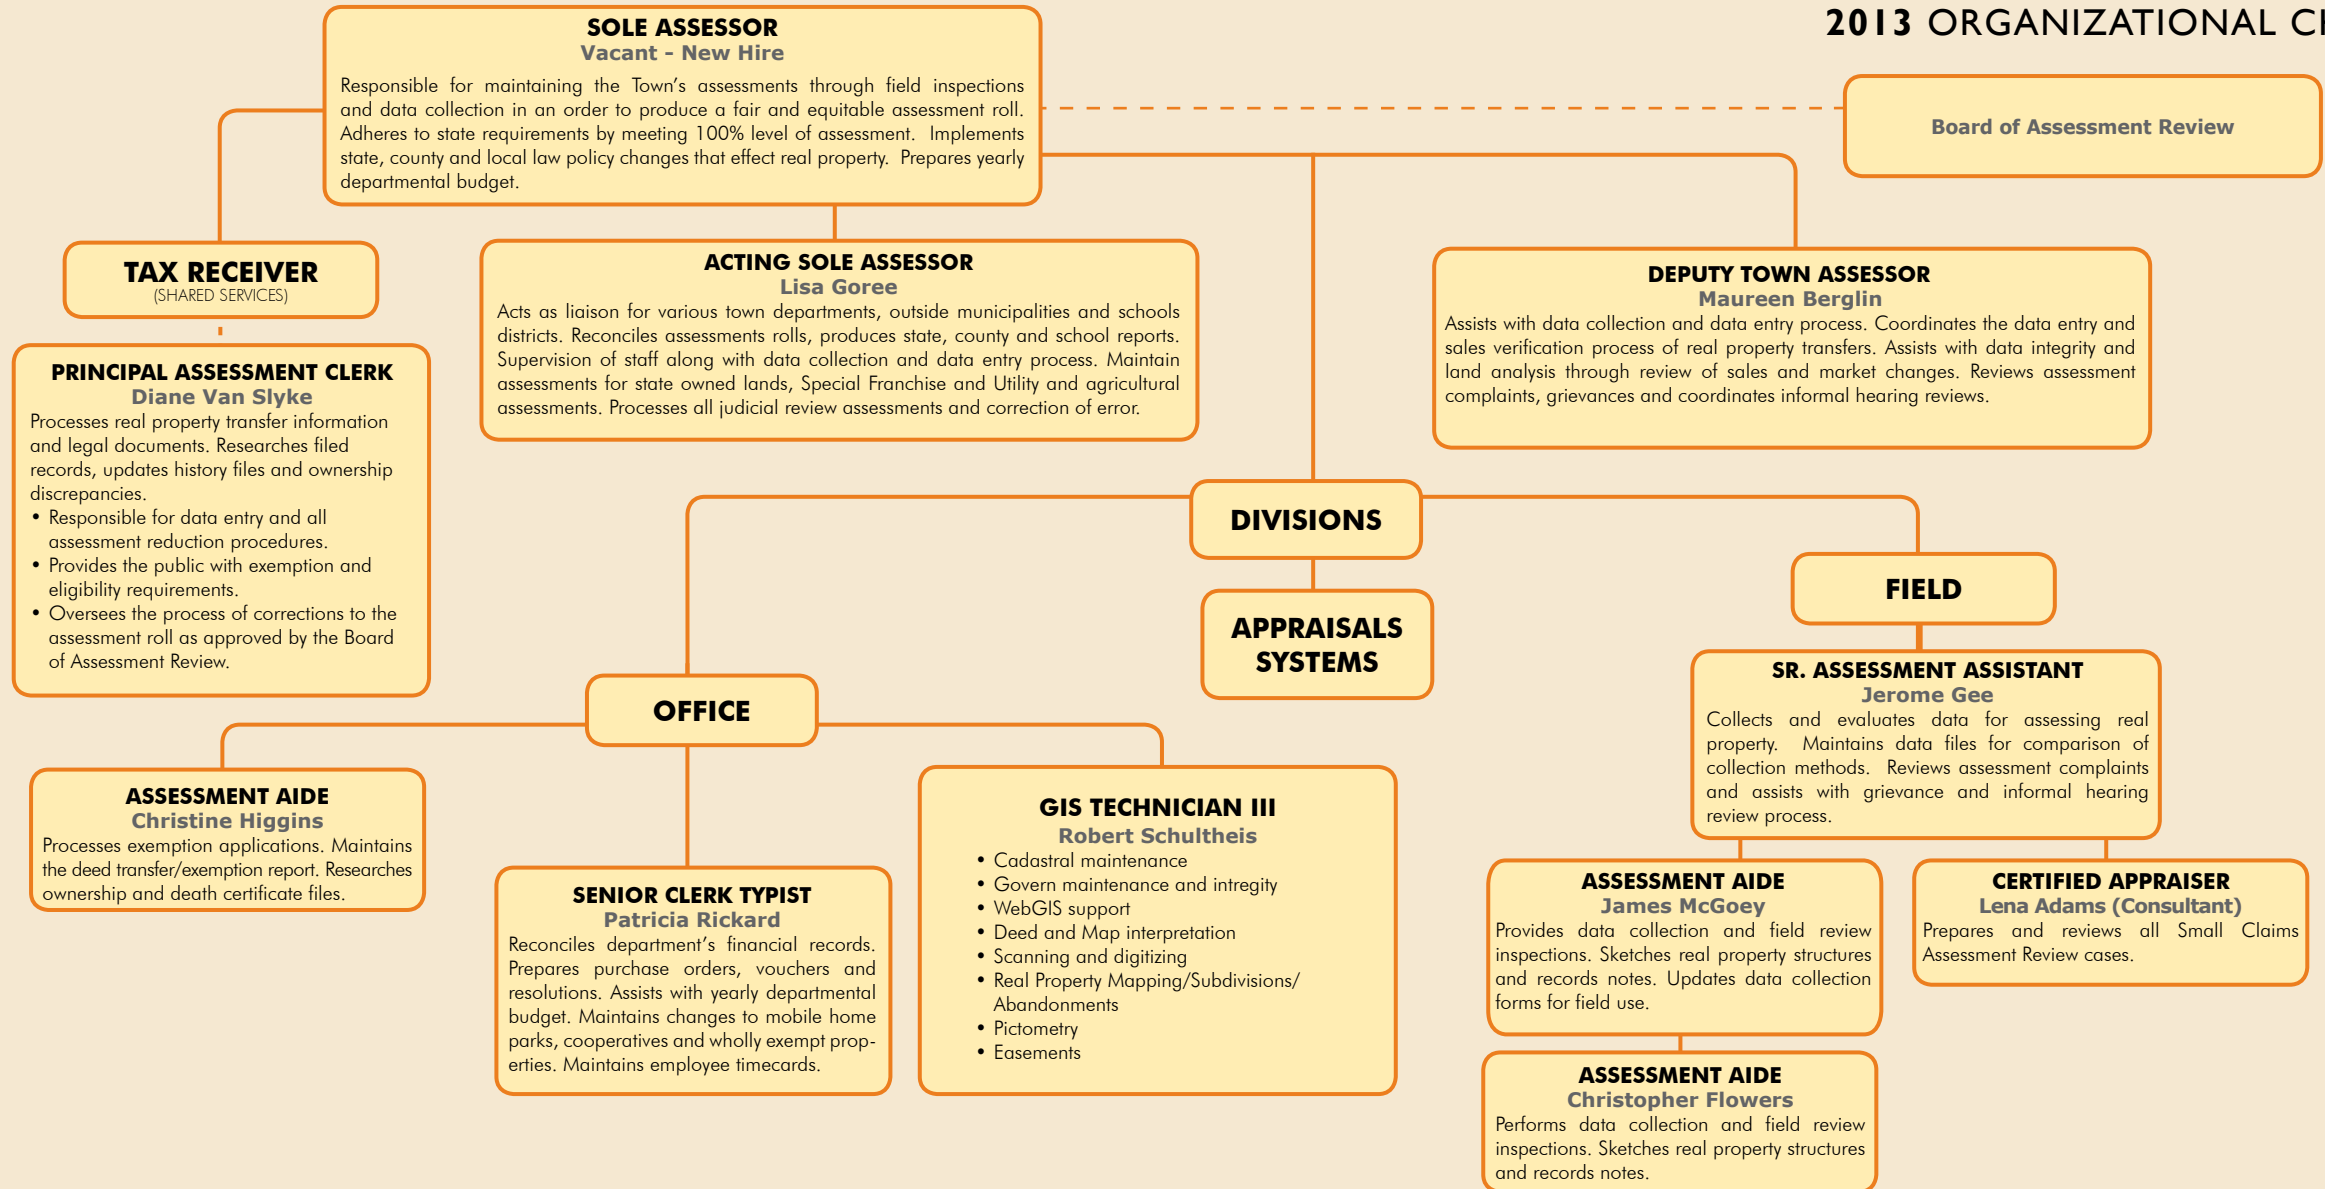 2013 ORGANIZATIONAL
SOLE ASSESSOR
Vacant - New Hire
Responsible for maintaining the Town's assessments through field inspections
and data collection in an order to produce a fair and equitable assessment roll.
Adheres to state requirements by meeting 100% level of assessment. Implements
state, county and local law policy changes that effect real property. Prepares yearly
departmental budget.
Board of Assessment Review
TAX RECEIVER
(SHARED SERVICES)
PRINCIPAL ASSESSMENT CLERK
Diane Van Slyke
Processes real property transfer information
and legal documents. Researches filed
records, updates history files and ownership
discrepancies.
• Responsible for data entry and all
assessment reduction procedures.
• Provides the public with exemption and
eligibility requirements.
• Oversees the process of corrections to the
assessment roll as approved by the Board
of Assessment Review.
ACTING SOLE ASSESSOR
Lisa Goree
Acts as liaison for various town departments, outside municipalities and schools
districts. Reconciles assessments rolls, produces state, county and school reports.
Supervision of staff along with data collection and data entry process. Maintain
assessments for state owned lands, Special Franchise and Utility and agricultural
assessments. Processes all judicial review assessments and correction of error.
DEPUTY TOWN ASSESSOR
Maureen Berglin
Assists with data collection and data entry process. Coordinates the data entry and
sales verification process of real property transfers. Assists with data integrity and
land analysis through review of sales and market changes. Reviews assessment
complaints, grievances and coordinates informal hearing reviews.
DIVISIONS
APPRAISALS
SYSTEMS
OFFICE
ASSESSMENT AIDE
Christine Higgins
Processes exemption applications. Maintains
the deed transfer/exemption report. Researches
ownership and death certificate files.
SENIOR CLERK TYPIST
Patricia Rickard
Reconciles department's financial records.
Prepares purchase orders, vouchers and
resolutions. Assists with yearly departmental
budget. Maintains changes to mobile home
parks, cooperatives and wholly exempt prop-
erties. Maintains employee timecards.
GIS TECHNICIAN III
Robert Schultheis
• Cadastral maintenance
• Govern maintenance and intregity
• WebGIS support
• Deed and Map interpretation
• Scanning and digitizing
• Real Property Mapping/Subdivisions/
Abandonments
• Pictometry
• Easements
FIELD
SR. ASSESSMENT ASSISTANT
Jerome Gee
Collects and evaluates data for assessing real
property. Maintains data files for comparison of
collection methods. Reviews assessment complaints
and assists with grievance and informal hearing
review process.
ASSESSMENT AIDE
James McGoey
Provides data collection and field review
inspections. Sketches real property structures
and records notes. Updates data collection
forms for field use.
CERTIFIED APPRAISER
Lena Adams (Consultant)
Prepares and reviews all Small Claims
Assessment Review cases.
ASSESSMENT AIDE
Christopher Flowers
Performs data collection and field review
inspections. Sketches real property structures
and records notes.